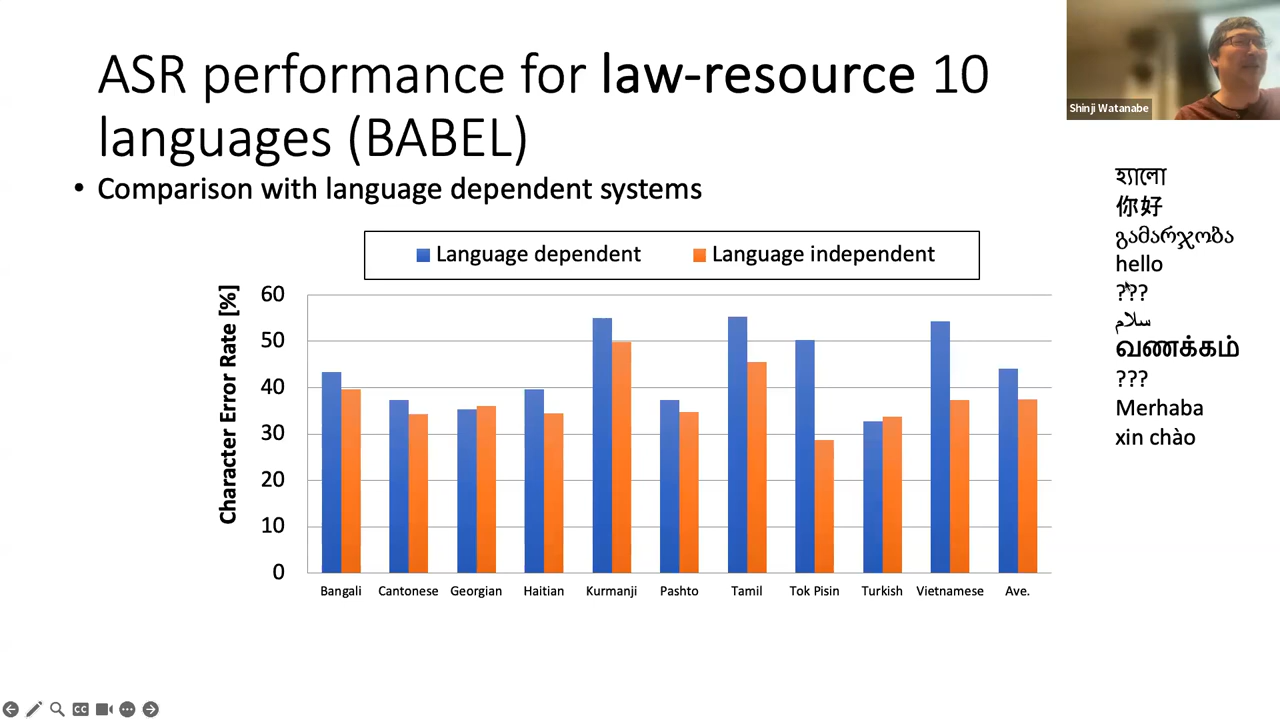 ASR performance for law-resource 10
languages (BABEL)
• Comparison with language dependent systems
Language dependent
Language independent
Character Error Rate [%]
60
50
40
30
20
10
0
Bangali
Cantonese
Georgian
Haitian
Kurmanji
Pashto
Tamil
Tok Pisin
Turkish
Vietnamese
Ave.
Shinji Watanabe
হ্যালো
你好
გამარჯობა
hello
???
سلام
வணக்கம்
???
Merhaba
xin chào
CC